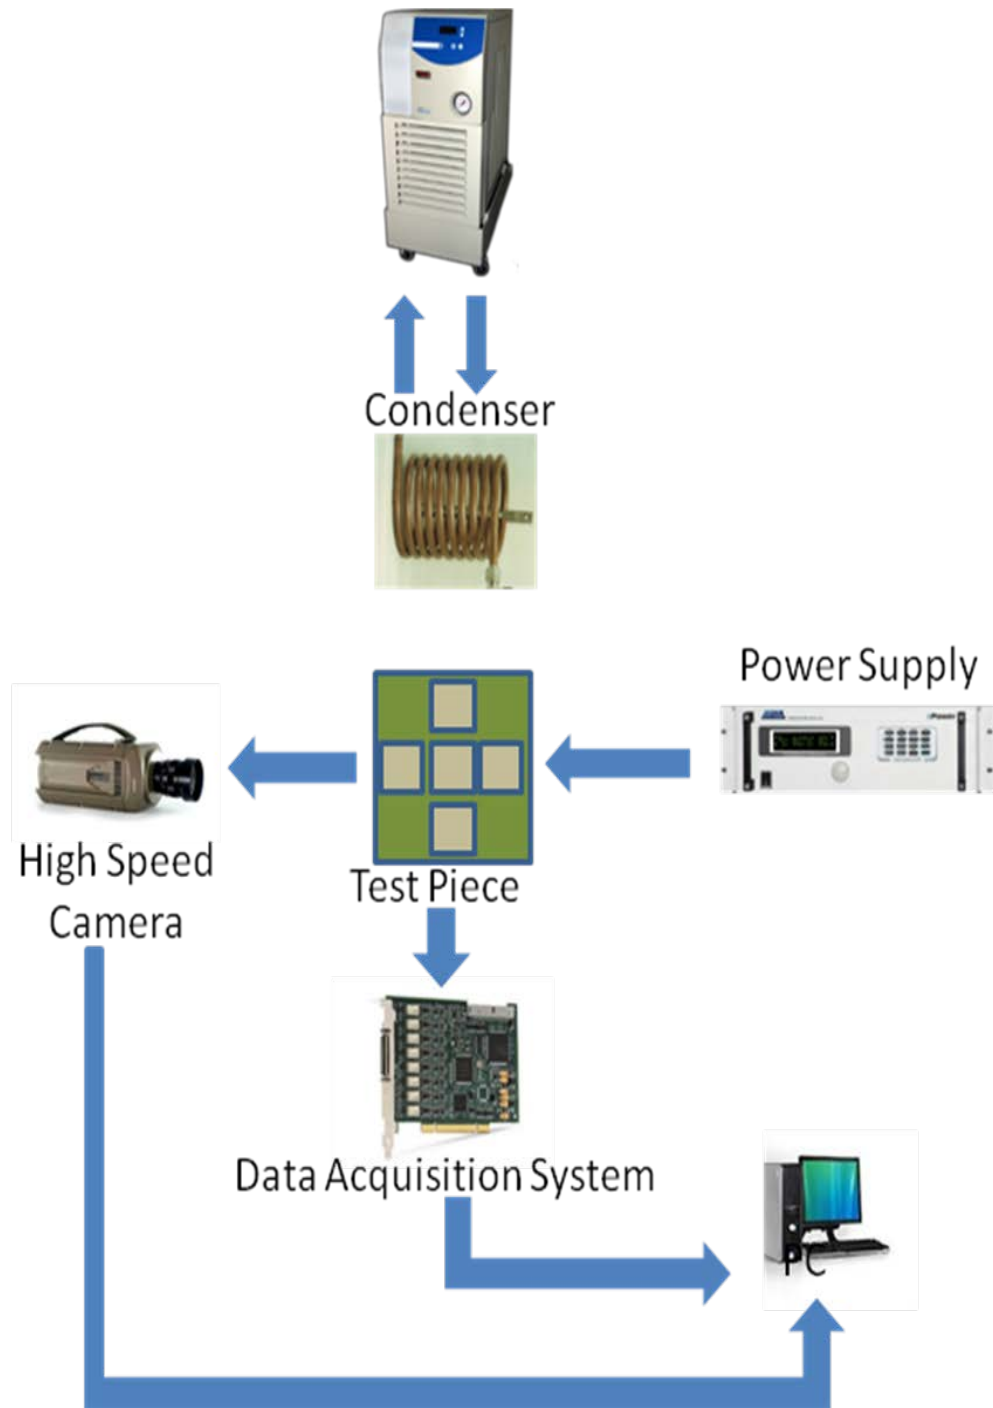 Condenser
Power Supply
High Speed
Camera
Test Piece
Data Acquisition System
PC